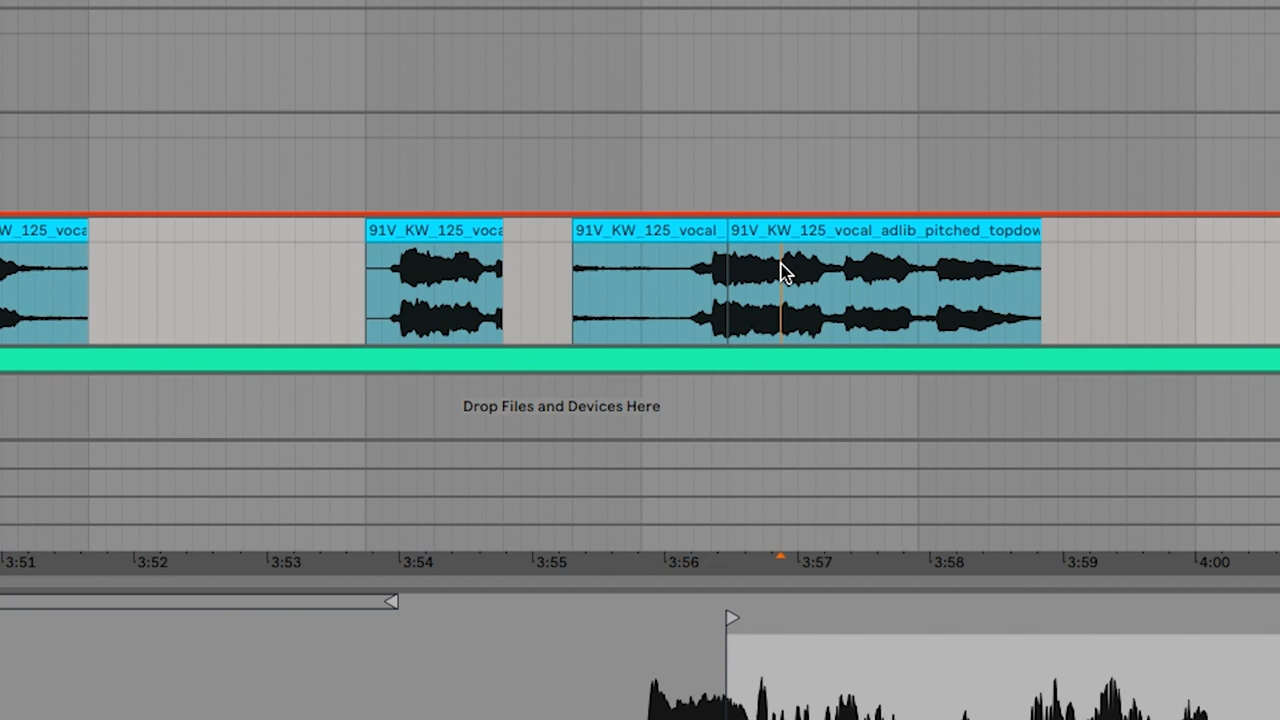 W_125_voca
91V_KW_125_voca
91V_KW_125_vocal_
91V_KW_125_vocal_adlib_pitched_topdow
Drop Files and Devices Here
3:51
3:52
3:53
3:54
3:55
3:56
3:57
3:58
3:59
4:00